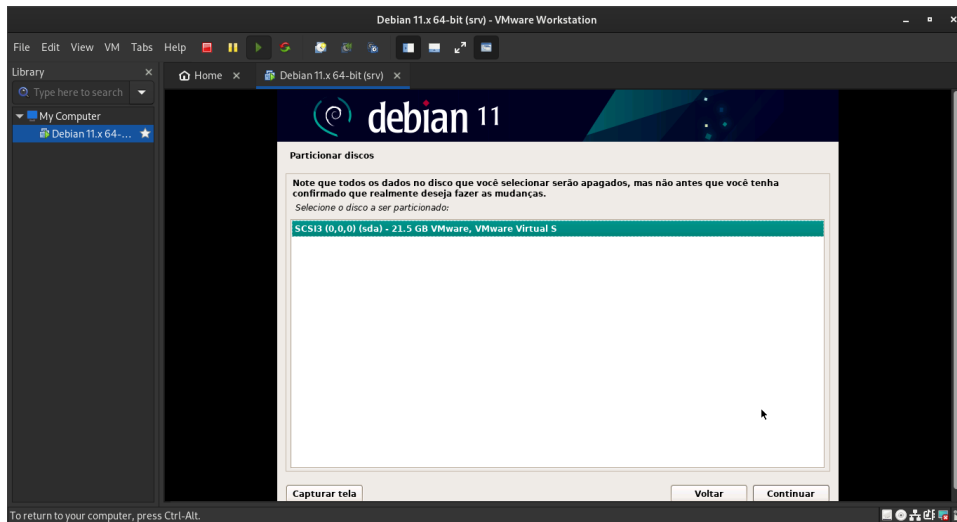 Debian 11.x 64-bit (srv) - VMware Workstation
File Edit View VM Tabs Help
Library
Home
Debian 11.x 64-bit (srv)
Type here to search
My Computer
Debian 11.x 64-...
debian 11
Particionar discos
Note que todos os dados no disco que você selecionar serão apagados, mas não antes que você tenha
confirmado que realmente deseja fazer as mudanças.
Selecione o disco a ser particionado:
SCSI3 (0,0,0) (sda) - 21.5 GB VMware, VMware Virtual S
Capturar tela
Voltar
Continuar
To return to your computer, press Ctrl-Alt.